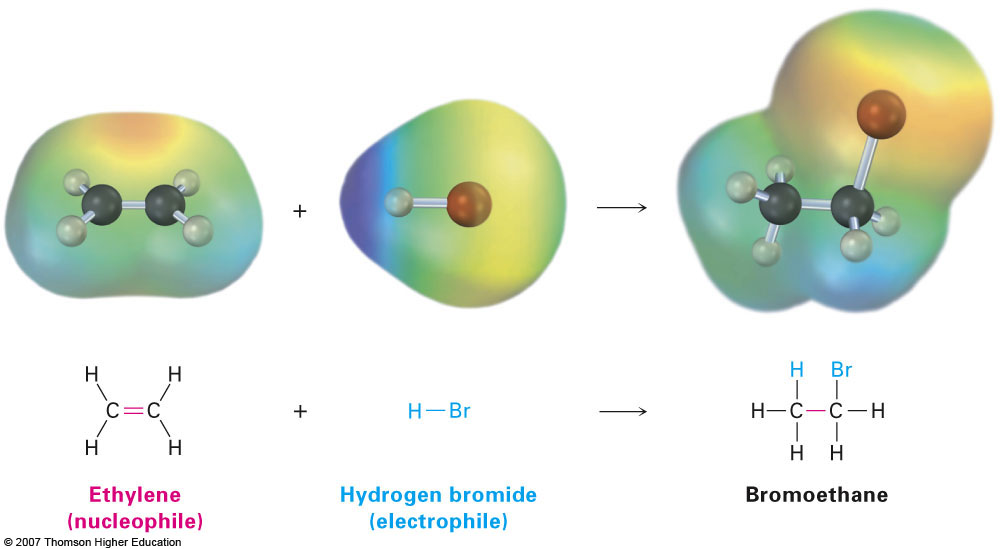 +
H H Br
H H
C=C + H—Br H—C—C—H
H H H H
Ethylene Hydrogen bromide Bromoethane
(nucleophile) (electrophile)
© 2007 Thomson Higher Education